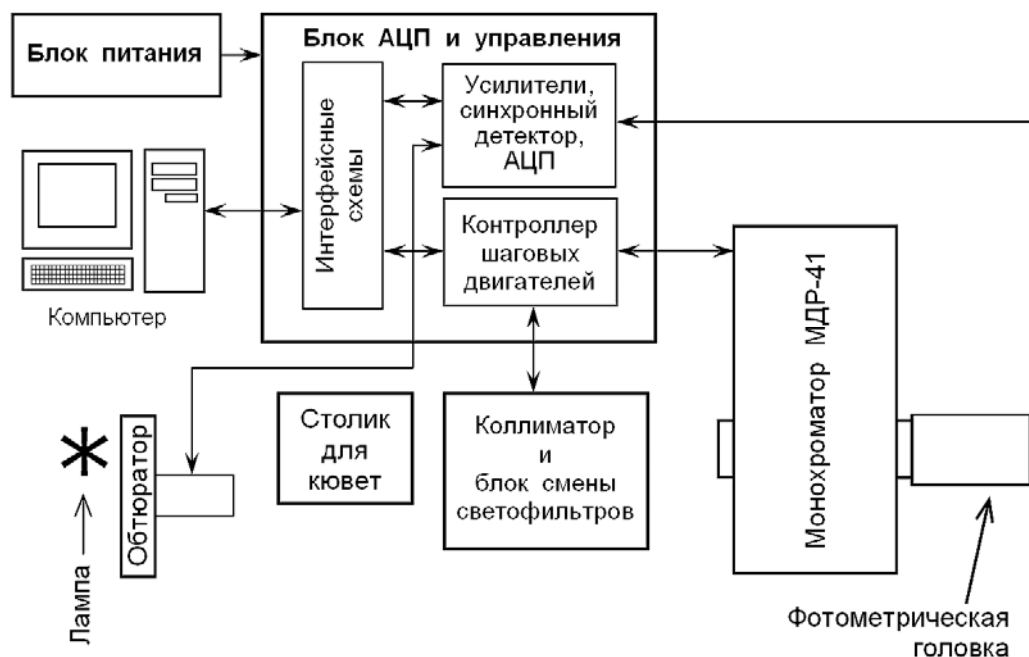 Блок питания
Блок АЦП и управления
Интерфейсные
схемы
Усилители,
синхронный
детектор,
АЦП
Контроллер
шаговых
двигателей
Компьютер
Лампа
Обтюратор
Столик
для
кювет
Коллиматор
и
блок смены
светофильтров
Монохроматор МДР-41
Фотометрическая
головка